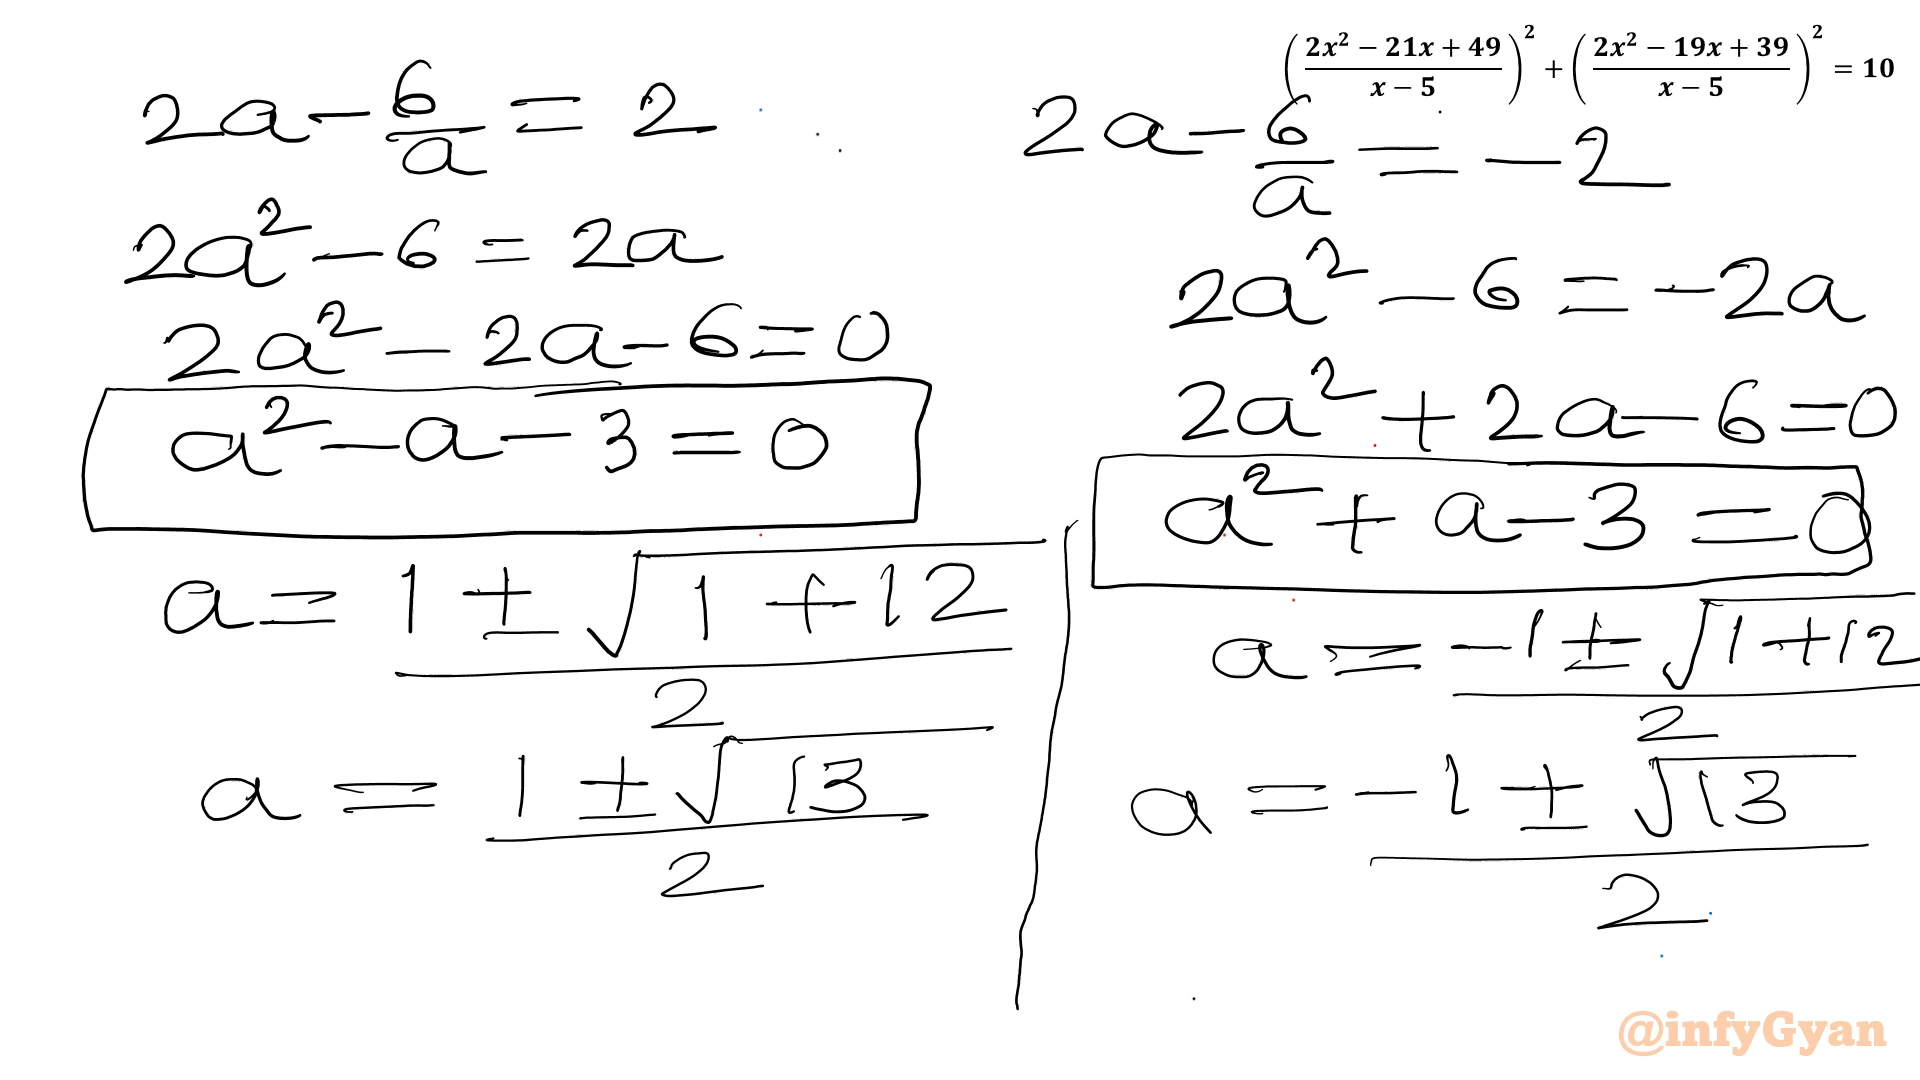 (2x² − 21x + 49 / x − 5)² + (2x² − 19x + 39 / x − 5)² = 10
2a − 6/a = 2
2a² − 6 = 2a
2a² − 2a − 6 = 0
a² − a − 3 = 0
a = (1 ± √(1 + 12)) / 2
a = (1 ± √13) / 2
2a − 6/a = −2
2a² − 6 = −2a
2a² + 2a − 6 = 0
a² + a − 3 = 0
a = (−1 ± √(1 + 12)) / 2
a = (−1 ± √13) / 2
@infyGyan